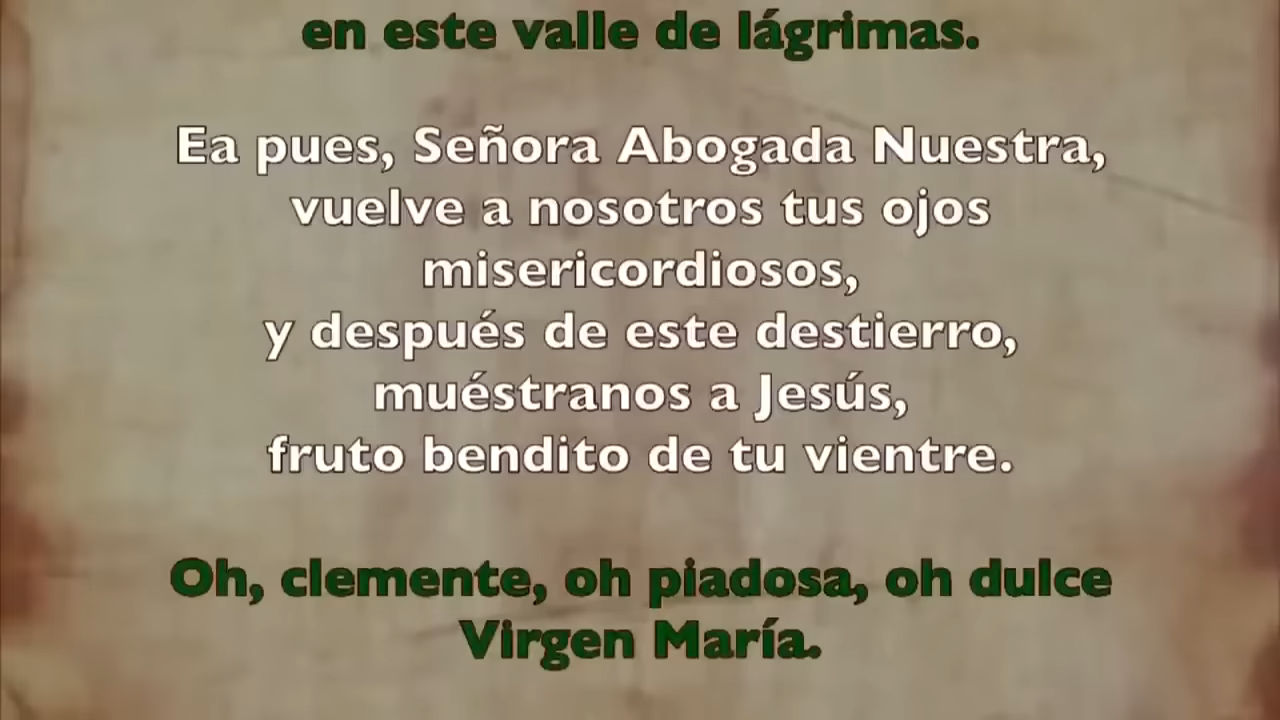 en este valle de lágrimas.
Ea pues, Señora Abogada Nuestra,
vuelve a nosotros tus ojos
misericordiosos,
y después de este destierro,
muéstranos a Jesús,
fruto bendito de tu vientre.
Oh, clemente, oh piadosa, oh dulce
Virgen María.